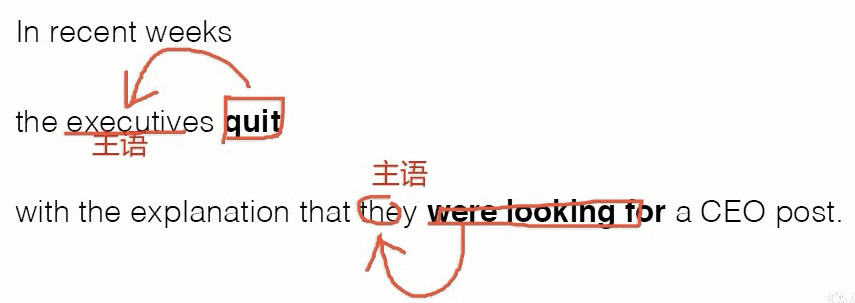 In recent weeks
the executives quit
主语
主语
with the explanation that they were looking for a CEO post.